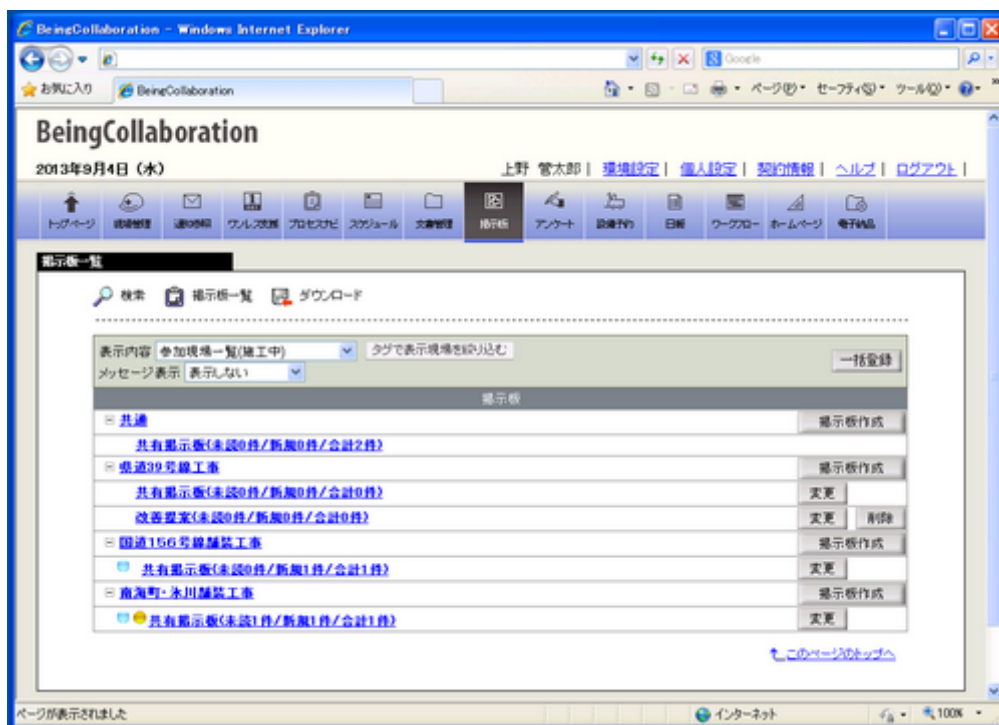 BeingCollaboration - Windows Internet Explorer
Google
お気に入り
BeingCollaboration
ページ(P)
セーフティ(S)
ツール(O)
BeingCollaboration
2013年9月4日（水）
上野 管太郎 | 環境設定 | 個人設定 | 契約情報 | ヘルプ | ログアウト |
トップページ 現場管理 スケジュール 文書管理 掲示板 アンケート 設備予約 日報 ワークフロー ホームページ 電子納品
掲示板一覧
検索 掲示板一覧 ダウンロード
表示内容 参加現場一覧(施工中) タグで表示現場を絞り込む
一括登録
メッセージ表示 表示しない
掲示板
共通 掲示板作成
共有掲示板(未読0件/新規0件/合計2件)
県道39号線工事 掲示板作成
共有掲示板(未読0件/新規0件/合計0件) 変更
改善提案(未読0件/新規0件/合計0件) 変更 削除
国道156号線舗装工事 掲示板作成
共有掲示板(未読0件/新規1件/合計1件) 変更
南海町・氷川舗装工事 掲示板作成
共有掲示板(未読1件/新規1件/合計1件) 変更
このページのトップへ
ページが表示されました
インターネット
100%